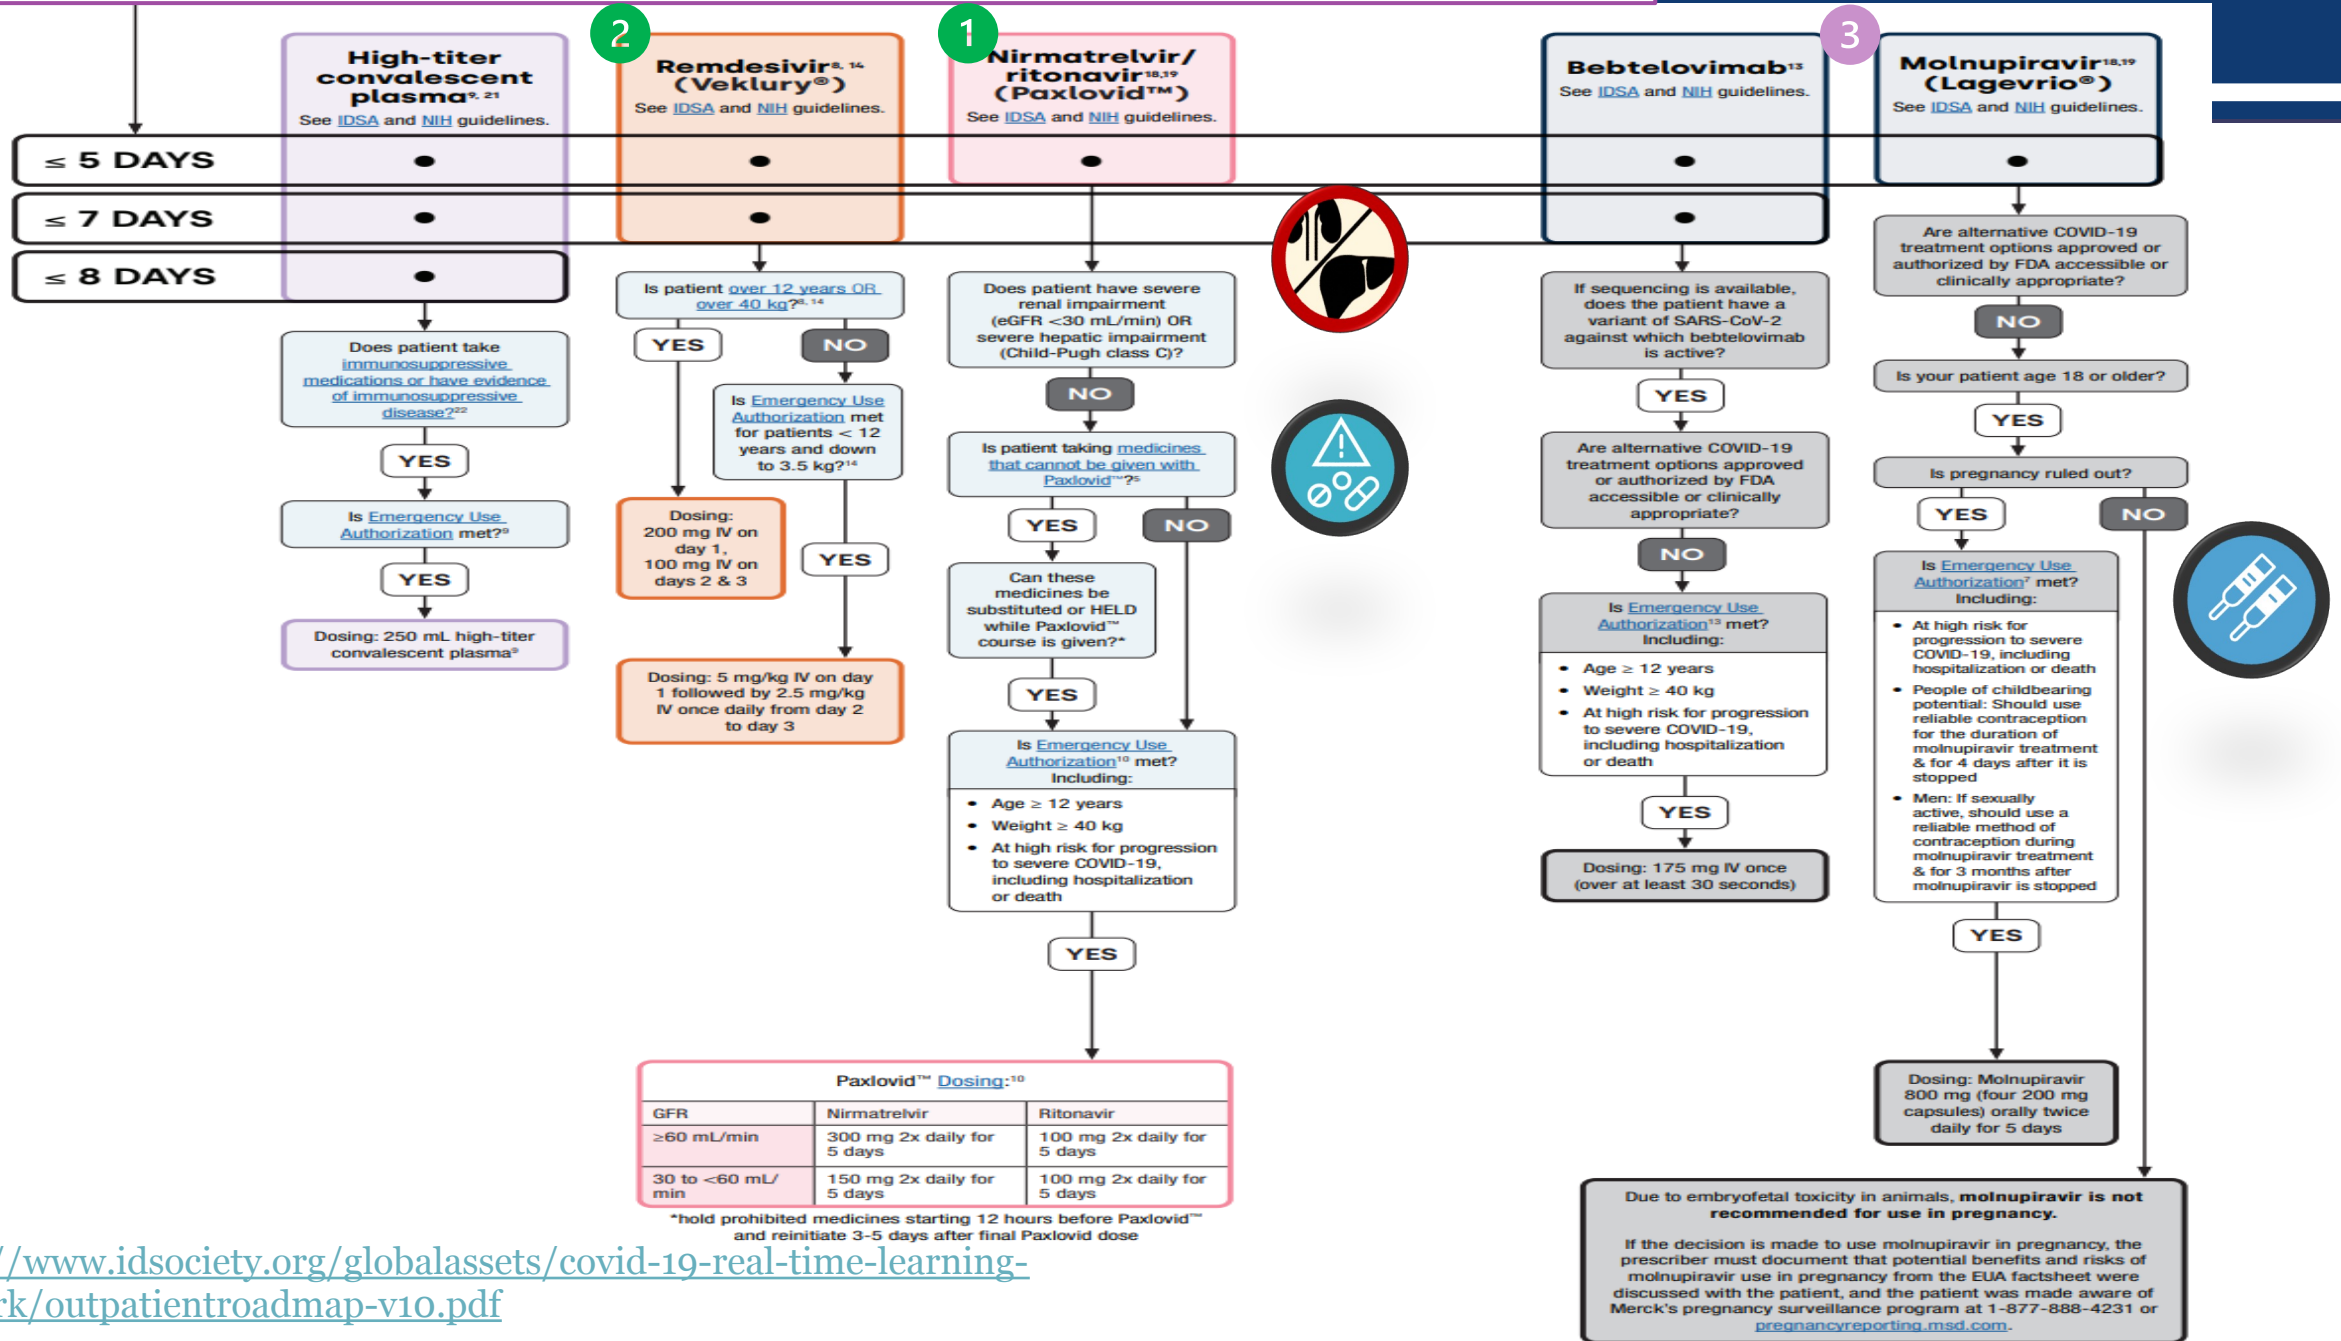 2
1
3
High-titer
convalescent
plasma9, 21
See IDSA and NIH guidelines.
Remdesivir8, 14
(Veklury®)
See IDSA and NIH guidelines.
Nirmatrelvir/
ritonavir18,19
(Paxlovid™)
See IDSA and NIH guidelines.
Bebtelovimab13
See IDSA and NIH guidelines.
Molnupiravir18,19
(Lagevrio®)
See IDSA and NIH guidelines.
≤ 5 DAYS
≤ 7 DAYS
≤ 8 DAYS
Does patient take
immunosuppressive
medications or have evidence
of immunosuppressive
disease?22
YES
Is Emergency Use
Authorization met?9
YES
Dosing: 250 mL high-titer
convalescent plasma9
Is patient over 12 years OR
over 40 kg?8, 14
YES
NO
Is Emergency Use
Authorization met
for patients < 12
years and down
to 3.5 kg?14
Dosing:
200 mg IV on
day 1,
100 mg IV on
days 2 & 3
YES
Dosing: 5 mg/kg IV on day
1 followed by 2.5 mg/kg
IV once daily from day 2
to day 3
Does patient have severe
renal impairment
(eGFR <30 mL/min) OR
severe hepatic impairment
(Child-Pugh class C)?
NO
Is patient taking medicines
that cannot be given with
Paxlovid™?5
YES
NO
Can these
medicines be
substituted or HELD
while Paxlovid™
course is given?*
YES
Is Emergency Use
Authorization10 met?
Including:
• Age ≥ 12 years
• Weight ≥ 40 kg
• At high risk for progression
to severe COVID-19,
including hospitalization
or death
YES
Paxlovid™ Dosing:10
GFR Nirmatrelvir Ritonavir
≥60 mL/min 300 mg 2x daily for 100 mg 2x daily for
5 days 5 days
30 to <60 mL/ 150 mg 2x daily for 100 mg 2x daily for
min 5 days 5 days
*hold prohibited medicines starting 12 hours before Paxlovid™
and reinitiate 3-5 days after final Paxlovid dose
If sequencing is available,
does the patient have a
variant of SARS-CoV-2
against which bebtelovimab
is active?
YES
Are alternative COVID-19
treatment options approved
or authorized by FDA
accessible or clinically
appropriate?
NO
Is Emergency Use
Authorization13 met?
Including:
• Age ≥ 12 years
• Weight ≥ 40 kg
• At high risk for progression
to severe COVID-19,
including hospitalization
or death
YES
Dosing: 175 mg IV once
(over at least 30 seconds)
Are alternative COVID-19
treatment options approved or
authorized by FDA accessible or
clinically appropriate?
NO
Is your patient age 18 or older?
YES
Is pregnancy ruled out?
YES
NO
Is Emergency Use
Authorization7 met?
Including:
• At high risk for
progression to severe
COVID-19, including
hospitalization or death
• People of childbearing
potential: Should use
reliable contraception
for the duration of
molnupiravir treatment
& for 4 days after it is
stopped
• Men: If sexually
active, should use a
reliable method of
contraception during
molnupiravir treatment
& for 3 months after
molnupiravir is stopped
YES
Dosing: Molnupiravir
800 mg (four 200 mg
capsules) orally twice
daily for 5 days
Due to embryofetal toxicity in animals, molnupiravir is not
recommended for use in pregnancy.
If the decision is made to use molnupiravir in pregnancy, the
prescriber must document that potential benefits and risks of
molnupiravir use in pregnancy from the EUA factsheet were
discussed with the patient, and the patient was made aware of
Merck's pregnancy surveillance program at 1-877-888-4231 or
pregnancyreporting.msd.com.
//www.idsociety.org/globalassets/covid-19-real-time-learning-
rk/outpatientroadmap-v10.pdf